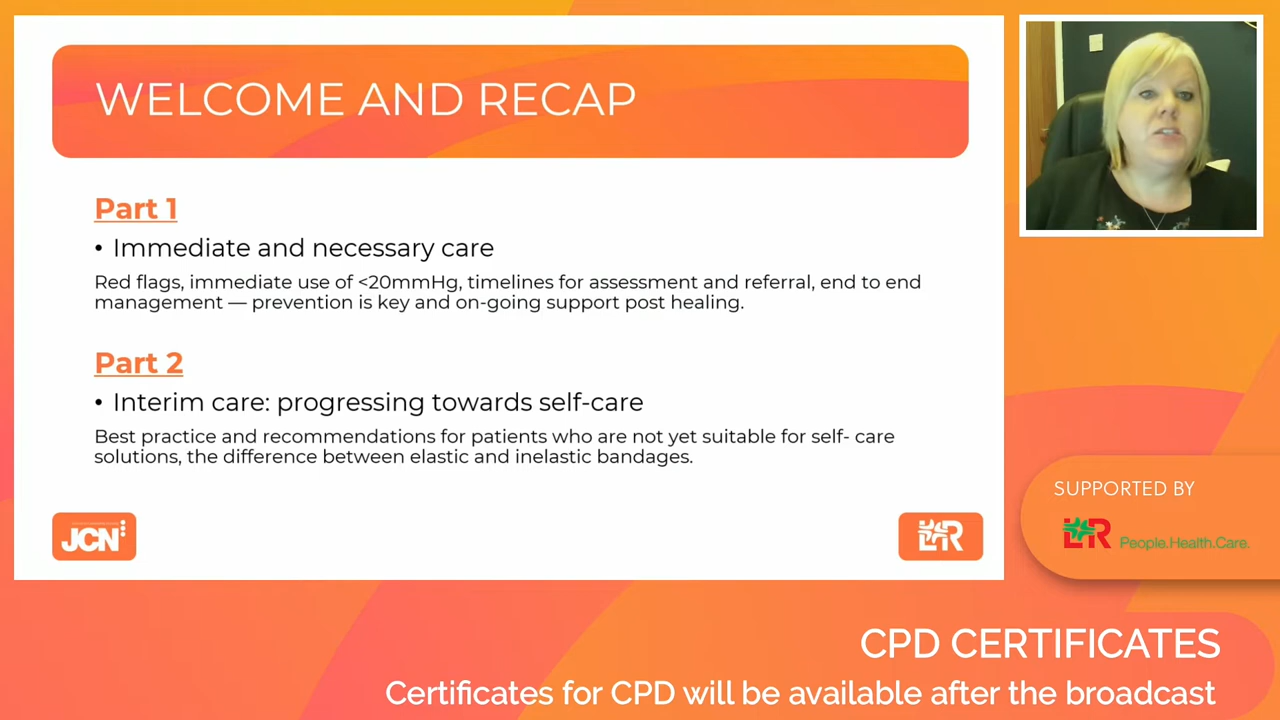 WELCOME AND RECAP
Part 1
• Immediate and necessary care
Red flags, immediate use of <20mmHg, timelines for assessment and referral, end to end
management — prevention is key and on-going support post healing.
Part 2
• Interim care: progressing towards self-care
Best practice and recommendations for patients who are not yet suitable for self- care
solutions, the difference between elastic and inelastic bandages.
JCN
L&R
SUPPORTED BY
L&R People.Health.Care.
CPD CERTIFICATES
Certificates for CPD will be available after the broadcast